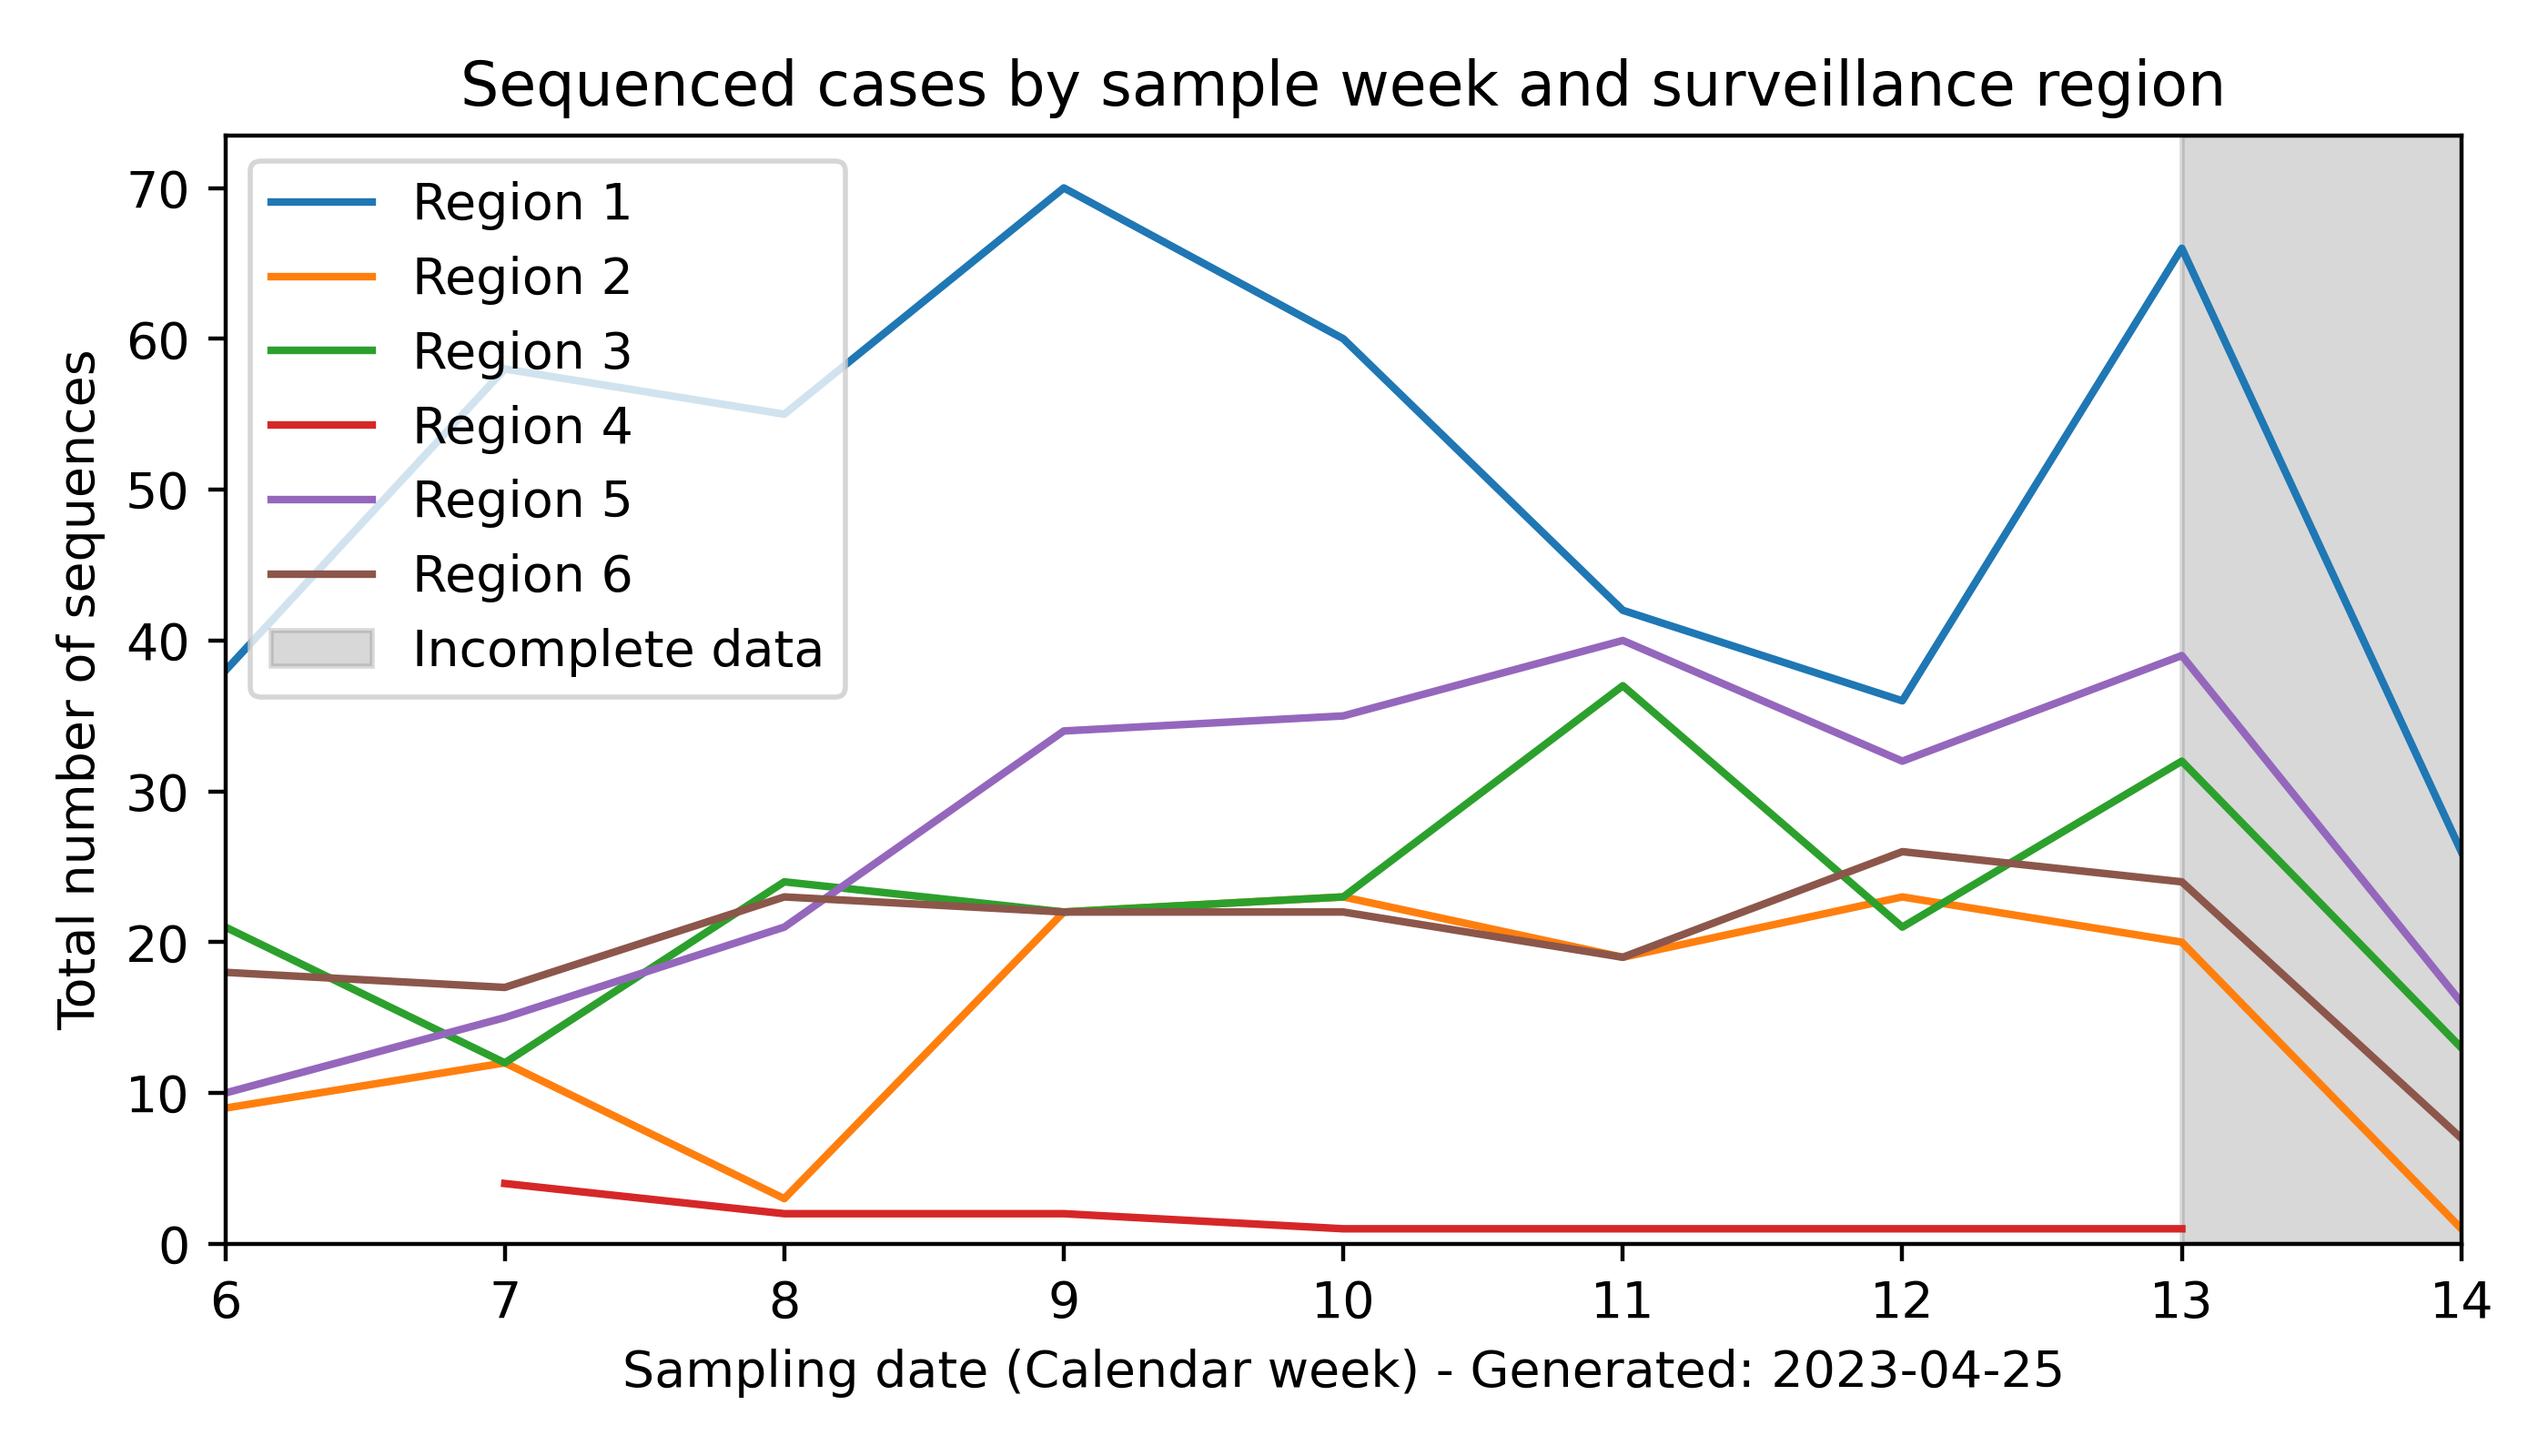 Sequenced cases by sample week and surveillance region
Total number of sequences
70
60
50
40
30
20
10
0
Region 1
Region 2
Region 3
Region 4
Region 5
Region 6
Incomplete data
6 7 8 9 10 11 12 13 14
Sampling date (Calendar week) - Generated: 2023-04-25